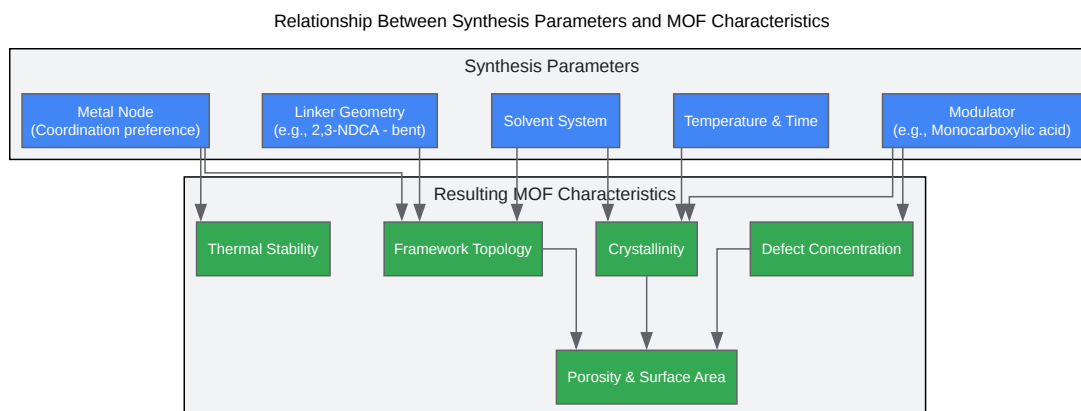 Relationship Between Synthesis Parameters and MOF Characteristics
Synthesis Parameters
Metal Node
(Coordination preference)
Linker Geometry
(e.g., 2,3-NDCA - bent)
Solvent System
Temperature & Time
Modulator
(e.g., Monocarboxylic acid)
Resulting MOF Characteristics
Thermal Stability
Framework Topology
Crystallinity
Defect Concentration
Porosity & Surface Area